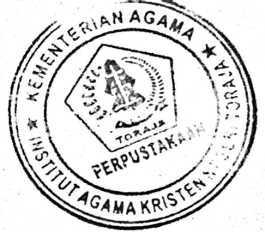 KEMENTERIAN AGAMA
TORAJA
PERPUSTAKAAN
INSTITUT AGAMA KRISTEN TORAJA